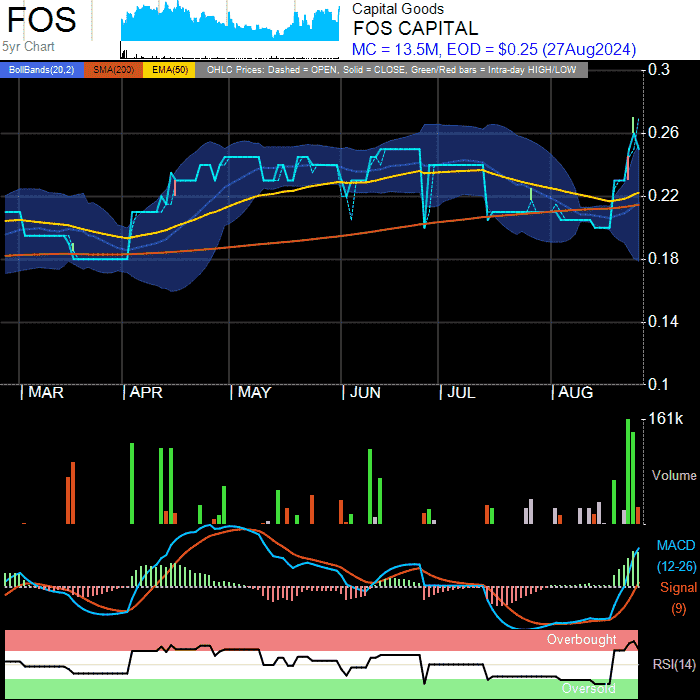 FOS
5yr Chart
Capital Goods
FOS CAPITAL
MC = 13.5M, EOD = $0.25 (27Aug2024)
BollBands(20,2) SMA(200) EMA(50) OHLC Prices: Dashed = OPEN, Solid = CLOSE, Green/Red bars = Intra-day HIGH/LOW
0.3
0.26
0.22
0.18
0.14
0.1
MAR APR MAY JUN JUL AUG
161k
Volume
MACD
(12-26)
Signal
(9)
Overbought
RSI(14)
Oversold